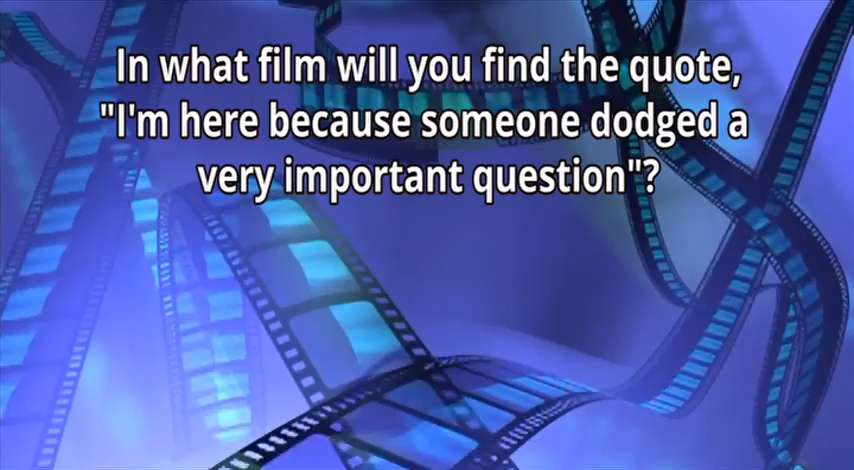 In what film will you find the quote,
"I'm here because someone dodged a
very important question"?